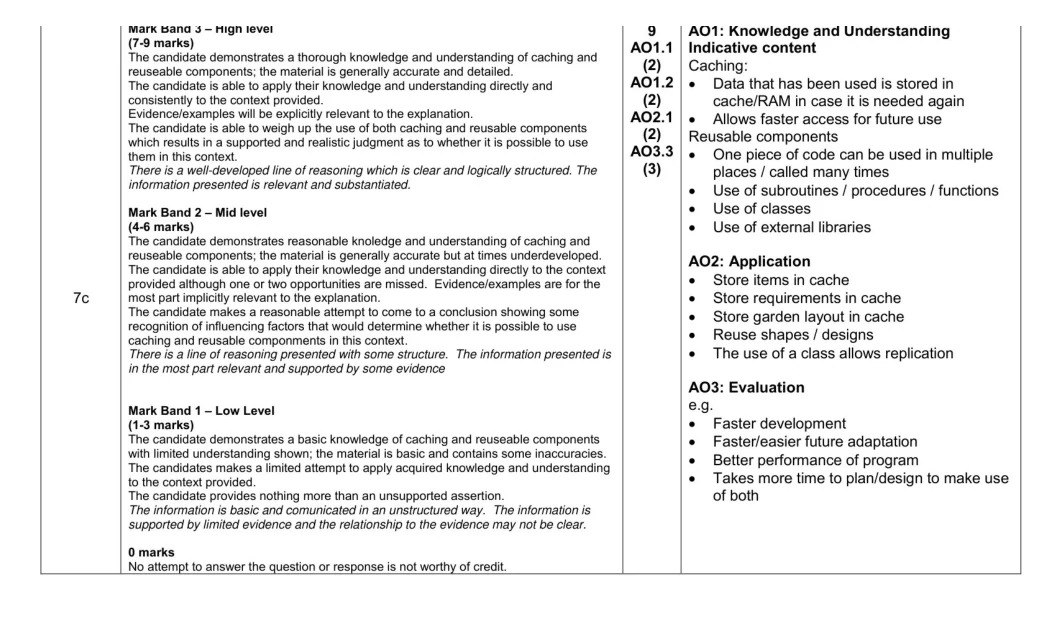 7c
Mark Band 3 – High level
(7-9 marks)
The candidate demonstrates a thorough knowledge and understanding of caching and
reuseable components; the material is generally accurate and detailed.
The candidate is able to apply their knowledge and understanding directly and
consistently to the context provided.
Evidence/examples will be explicitly relevant to the explanation.
The candidate is able to weigh up the use of both caching and reusable components
which results in a supported and realistic judgment as to whether it is possible to use
them in this context.
There is a well-developed line of reasoning which is clear and logically structured. The
information presented is relevant and substantiated.
Mark Band 2 – Mid level
(4-6 marks)
The candidate demonstrates reasonable knoledge and understanding of caching and
reuseable components; the material is generally accurate but at times underdeveloped.
The candidate is able to apply their knowledge and understanding directly to the context
provided although one or two opportunities are missed. Evidence/examples are for the
most part implicitly relevant to the explanation.
The candidate makes a reasonable attempt to come to a conclusion showing some
recognition of influencing factors that would determine whether it is possible to use
caching and reusable componments in this context.
There is a line of reasoning presented with some structure. The information presented is
in the most part relevant and supported by some evidence
Mark Band 1 – Low Level
(1-3 marks)
The candidate demonstrates a basic knowledge of caching and reuseable components
with limited understanding shown; the material is basic and contains some inaccuracies.
The candidates makes a limited attempt to apply acquired knowledge and understanding
to the context provided.
The candidate provides nothing more than an unsupported assertion.
The information is basic and comunicated in an unstructured way. The information is
supported by limited evidence and the relationship to the evidence may not be clear.
0 marks
No attempt to answer the question or response is not worthy of credit.
9
AO1.1
(2)
AO1.2
(2)
AO2.1
(2)
AO3.3
(3)
AO1: Knowledge and Understanding
Indicative content
Caching:
• Data that has been used is stored in
cache/RAM in case it is needed again
• Allows faster access for future use
Reusable components
• One piece of code can be used in multiple
places / called many times
• Use of subroutines / procedures / functions
• Use of classes
• Use of external libraries
AO2: Application
• Store items in cache
• Store requirements in cache
• Store garden layout in cache
• Reuse shapes / designs
• The use of a class allows replication
AO3: Evaluation
e.g.
• Faster development
• Faster/easier future adaptation
• Better performance of program
• Takes more time to plan/design to make use
of both